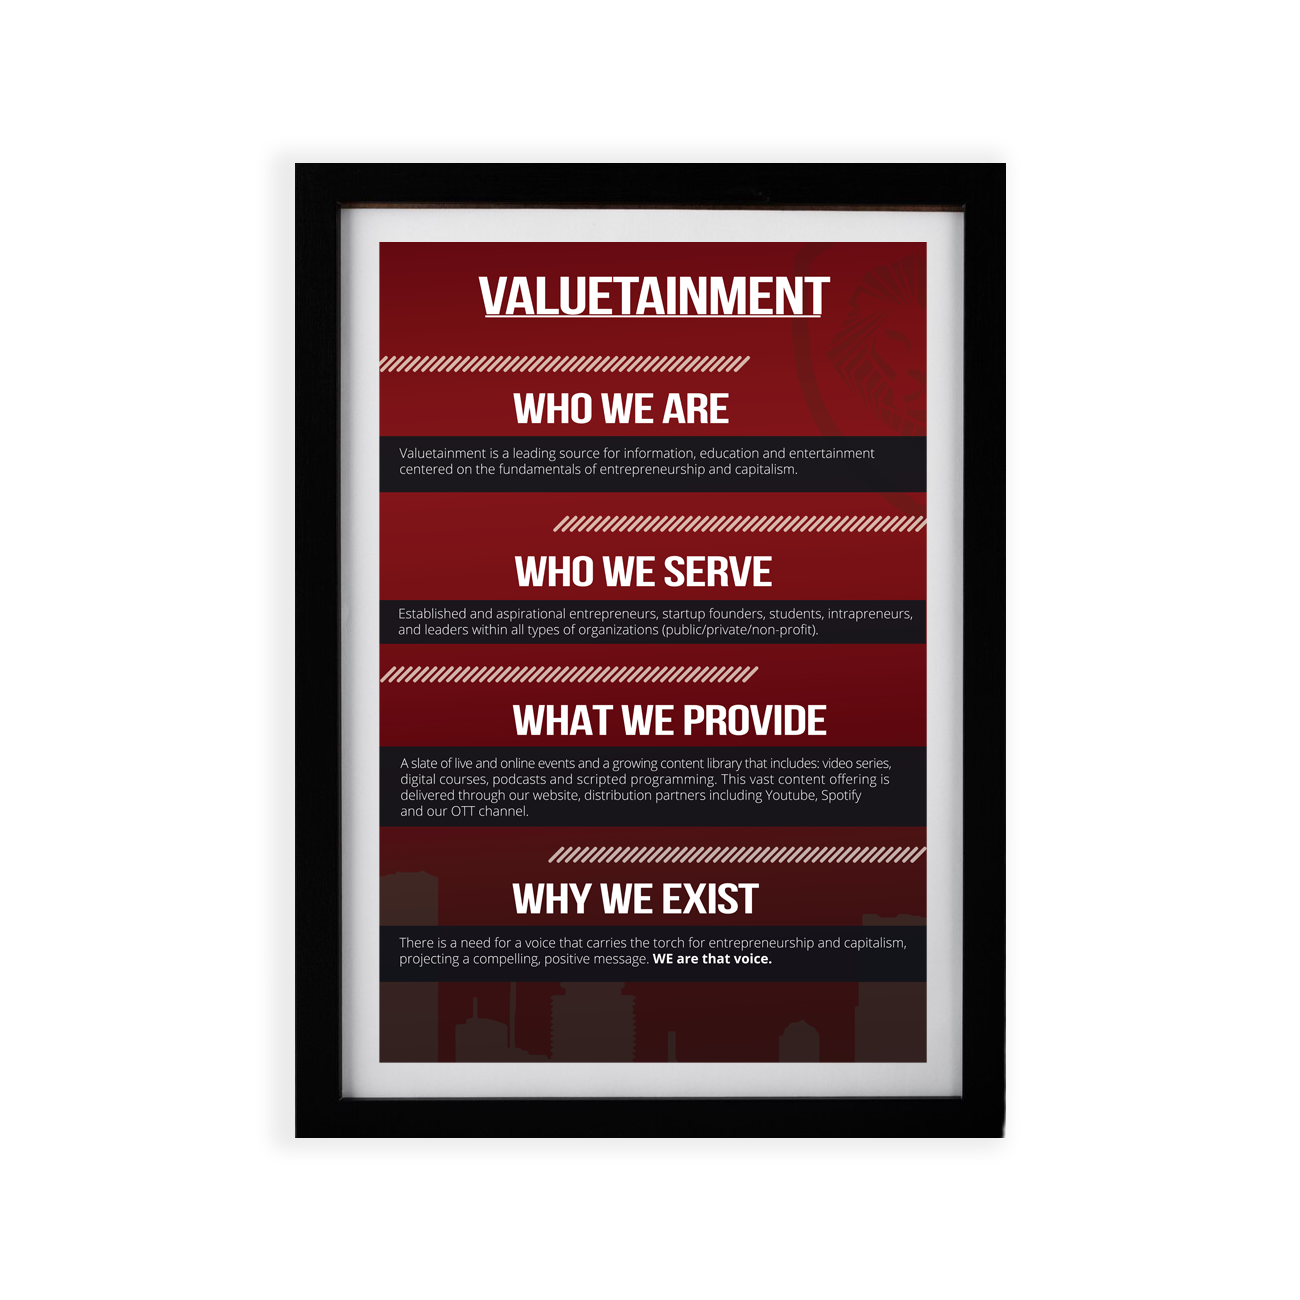 VALUETAINMENT
WHO WE ARE
Valuetainment is a leading source for information, education and entertainment
centered on the fundamentals of entrepreneurship and capitalism.
WHO WE SERVE
Established and aspirational entrepreneurs, startup founders, students, intrapreneurs,
and leaders within all types of organizations (public/private/non-profit).
WHAT WE PROVIDE
A slate of live and online events and a growing content library that includes: video series,
digital courses, podcasts and scripted programming. This vast content offering is
delivered through our website, distribution partners including Youtube, Spotify
and our OTT channel.
WHY WE EXIST
There is a need for a voice that carries the torch for entrepreneurship and capitalism,
projecting a compelling, positive message. WE are that voice.